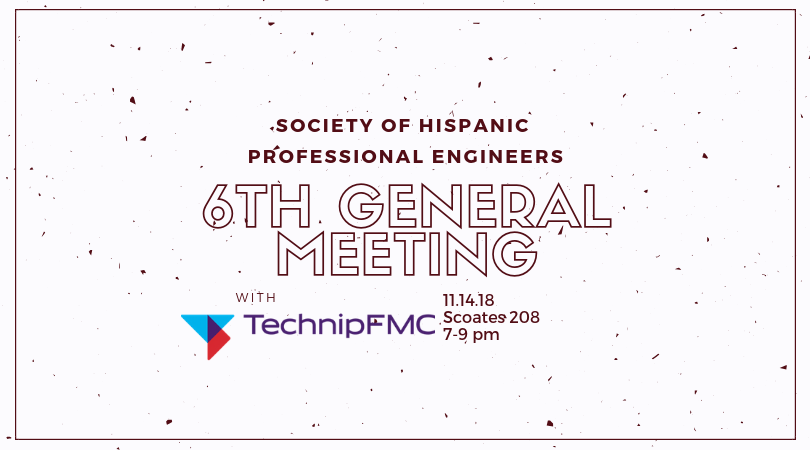 SOCIETY OF HISPANIC
PROFESSIONAL ENGINEERS
6TH GENERAL
MEETING
WITH
TechnipFMC
11.14.18
Scoates 208
7-9 pm